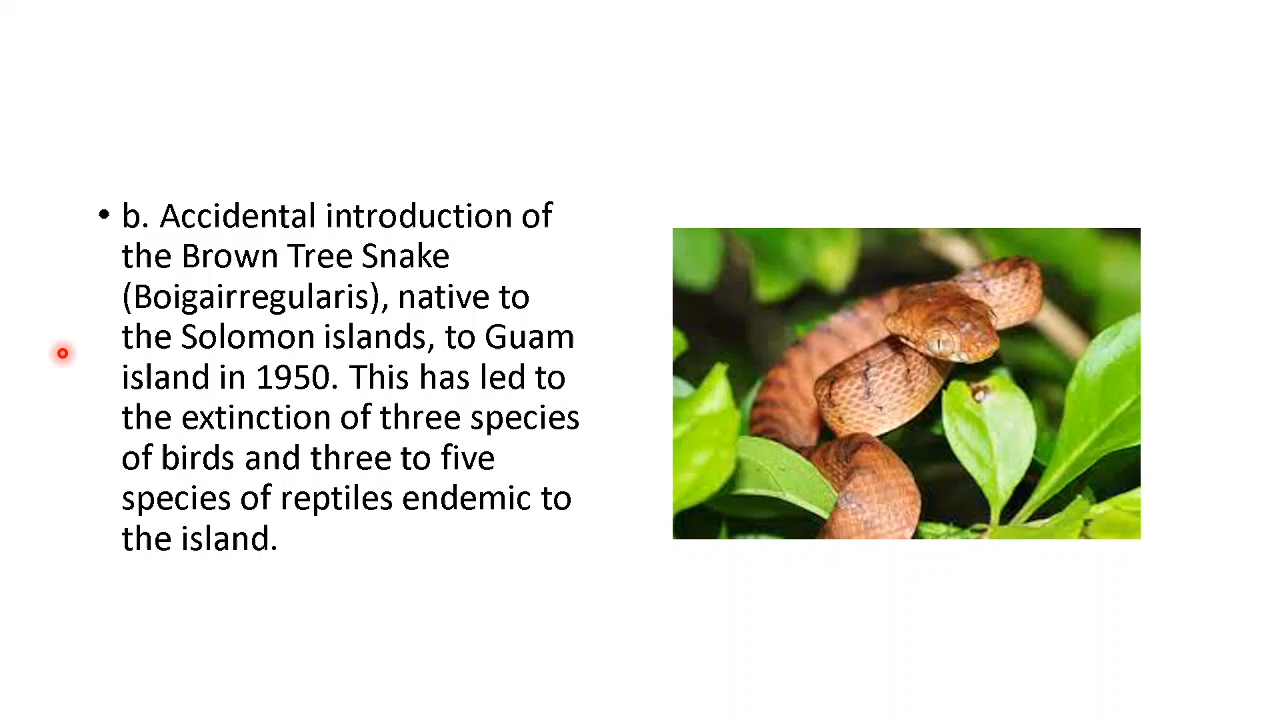 • b. Accidental introduction of
the Brown Tree Snake
(Boigairregularis), native to
the Solomon islands, to Guam
island in 1950. This has led to
the extinction of three species
of birds and three to five
species of reptiles endemic to
the island.